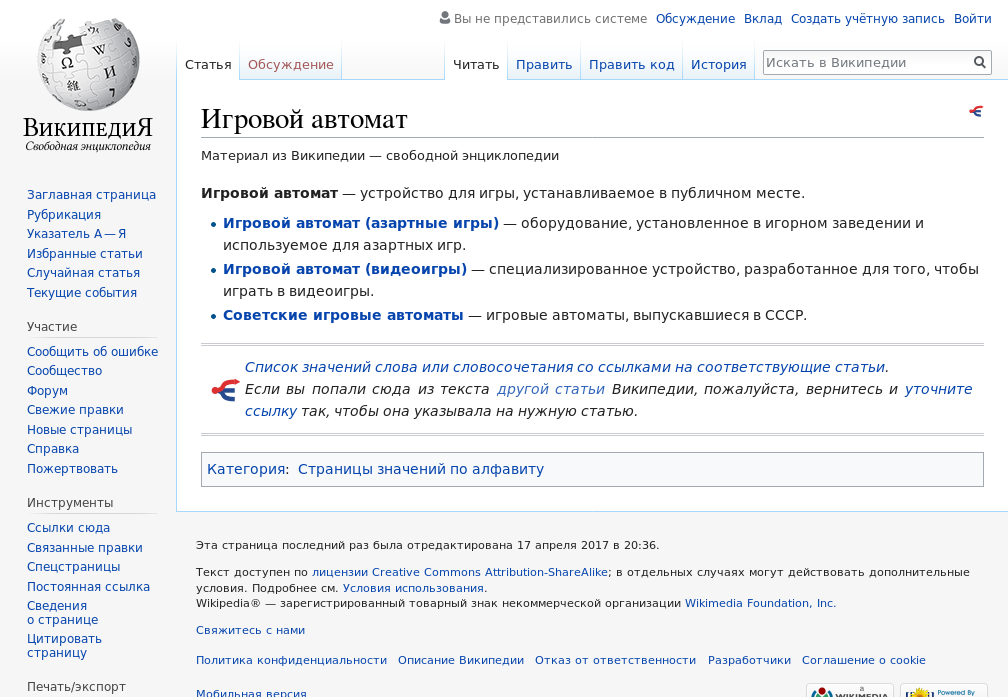 Вы не представились системе Обсуждение Вклад Создать учётную запись Войти
Статья Обсуждение Читать Править Править код История Искать в Википедии
ВикипедиЯ
Свободная энциклопедия
Заглавная страница
Рубрикация
Указатель А — Я
Избранные статьи
Случайная статья
Текущие события
Участие
Сообщить об ошибке
Сообщество
Форум
Свежие правки
Новые страницы
Справка
Пожертвовать
Инструменты
Ссылки сюда
Связанные правки
Спецстраницы
Постоянная ссылка
Сведения
о странице
Цитировать
страницу
Печать/экспорт
Игровой автомат
Материал из Википедии — свободной энциклопедии
Игровой автомат — устройство для игры, устанавливаемое в публичном месте.
• Игровой автомат (азартные игры) — оборудование, установленное в игорном заведении и
используемое для азартных игр.
• Игровой автомат (видеоигры) — специализированное устройство, разработанное для того, чтобы
играть в видеоигры.
• Советские игровые автоматы — игровые автоматы, выпускавшиеся в СССР.
Список значений слова или словосочетания со ссылками на соответствующие статьи.
Если вы попали сюда из текста другой статьи Википедии, пожалуйста, вернитесь и уточните
ссылку так, чтобы она указывала на нужную статью.
Категория: Страницы значений по алфавиту
Эта страница последний раз была отредактирована 17 апреля 2017 в 20:36.
Текст доступен по лицензии Creative Commons Attribution-ShareAlike; в отдельных случаях могут действовать дополнительные
условия. Подробнее см. Условия использования.
Wikipedia® — зарегистрированный товарный знак некоммерческой организации Wikimedia Foundation, Inc.
Свяжитесь с нами
Политика конфиденциальности Описание Википедии Отказ от ответственности Разработчики Соглашение о cookie
Мобильная версия
a WIKIMEDIA
Powered By